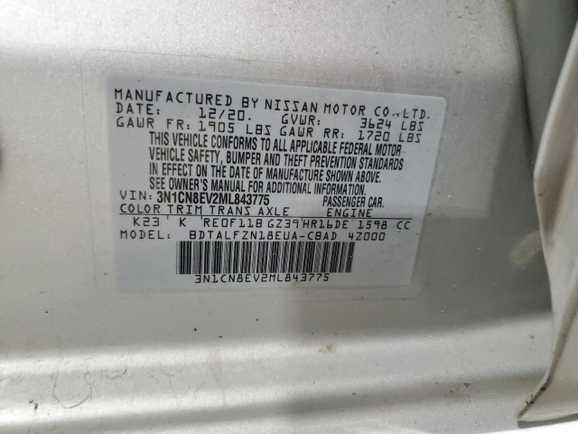 MANUFACTURED BY NISSAN MOTOR CO., LTD.
DATE: 12/20. GVWR: 3624 LBS
GAWR FR: 1905 LBS GAWR RR: 1720 LBS
THIS VEHICLE CONFORMS TO ALL APPLICABLE FEDERAL MOTOR
VEHICLE SAFETY, BUMPER AND THEFT PREVENTION STANDARDS
IN EFFECT ON THE DATE OF MANUFACTURE SHOWN ABOVE.
SEE OWNER'S MANUAL FOR ADDITIONAL INFORMATION.
VIN: 3N1CN8EV2ML843775 PASSENGER CAR.
COLOR TRIM TRANS AXLE ENGINE
K23 K RE0F11B GZ39 HR16DE 1598 CC
BDTALFZN18EUA-CBAD 42000
3N1CN8EV2ML843775